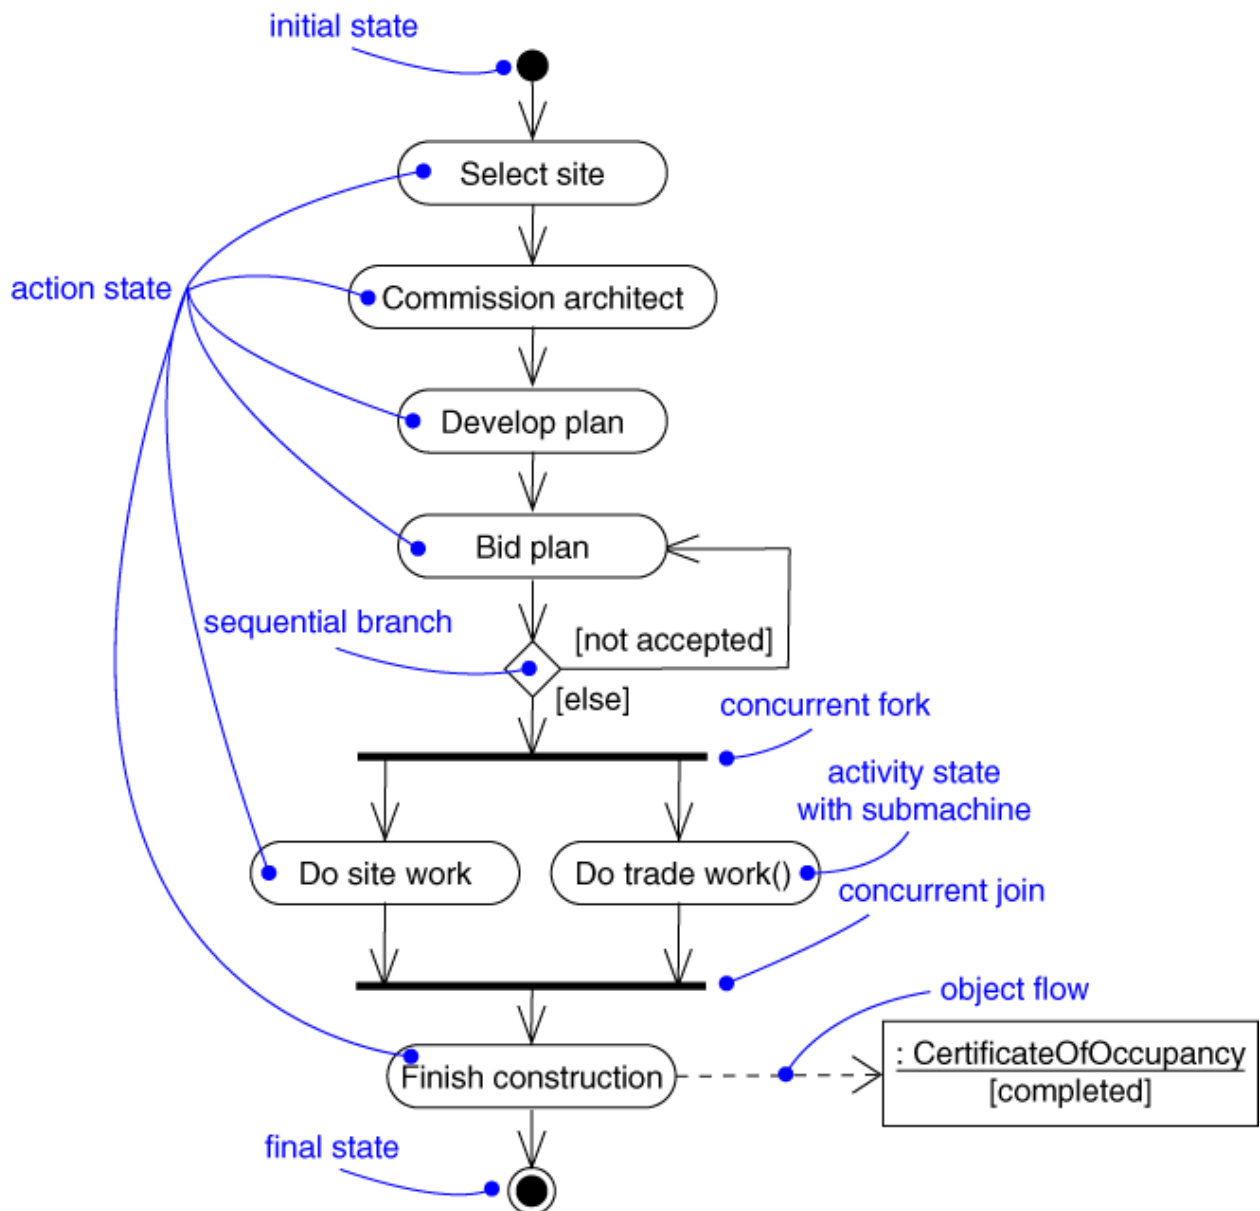 initial state
Select site
action state
Commission architect
Develop plan
Bid plan
sequential branch
[not accepted]
[else]
concurrent fork
activity state
with submachine
Do site work
Do trade work()
concurrent join
object flow
: CertificateOfOccupancy
[completed]
Finish construction
final state